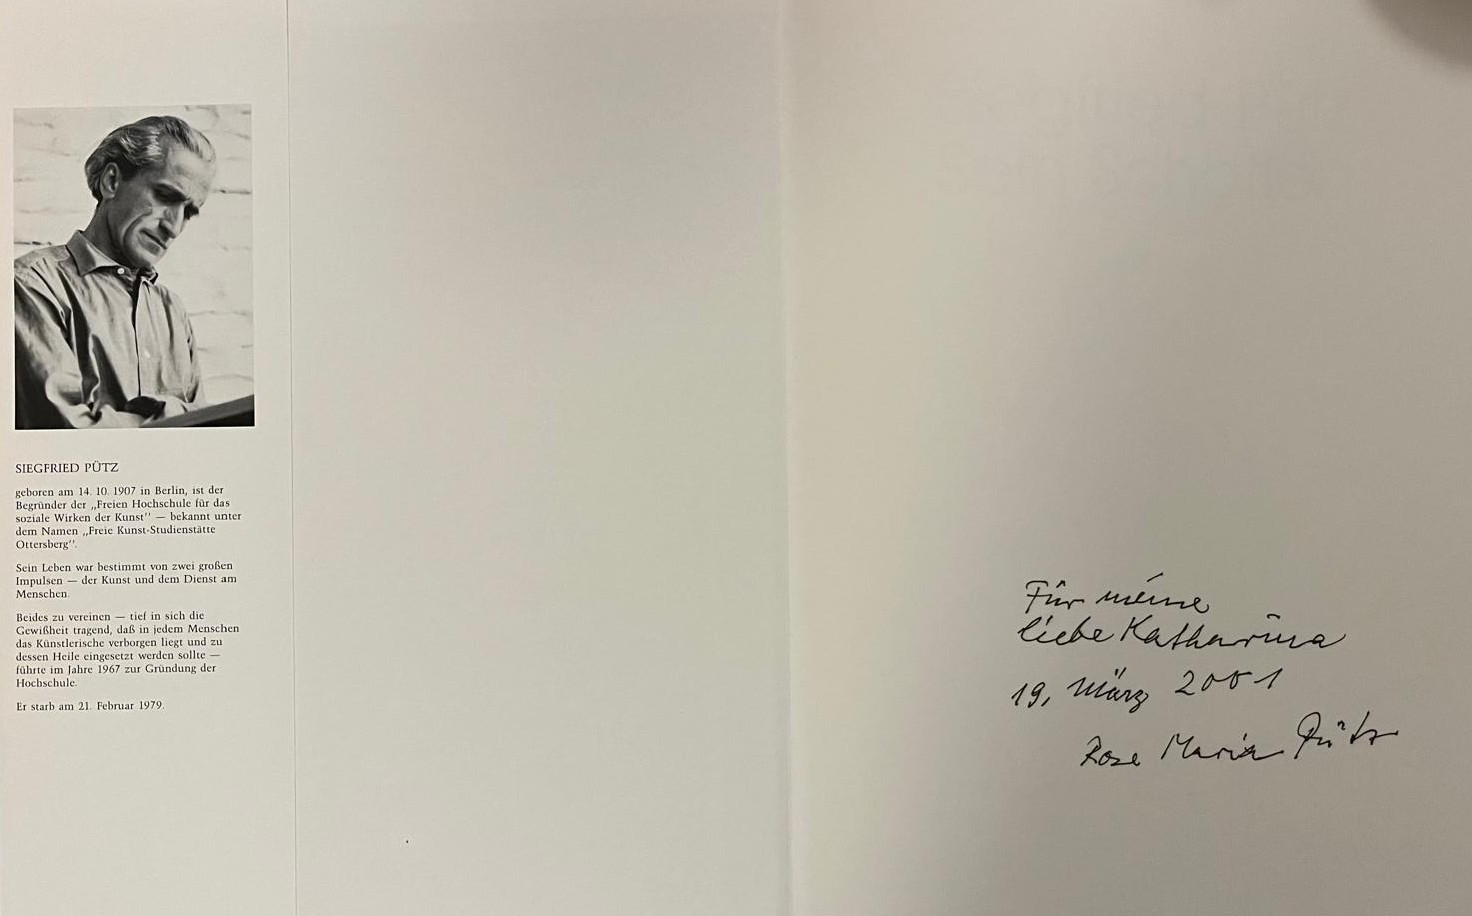 SIEGFRIED PÜTZ
geboren am 14. 10. 1907 in Berlin, ist der
Begründer der „Freien Hochschule für das
soziale Wirken der Kunst’’ — bekannt unter
dem Namen „Freie Kunst-Studienstätte
Ottersberg’’.
Sein Leben war bestimmt von zwei großen
Impulsen — der Kunst und dem Dienst am
Menschen.
Beides zu vereinen — tief in sich die
Gewißheit tragend, daß in jedem Menschen
das Künstlerische verborgen liegt und zu
dessen Heile eingesetzt werden sollte —
führte im Jahre 1967 zur Gründung der
Hochschule.
Er starb am 21. Februar 1979.
Für meine
liebe Katharina
19, März 2001
Rose Maria Pütz